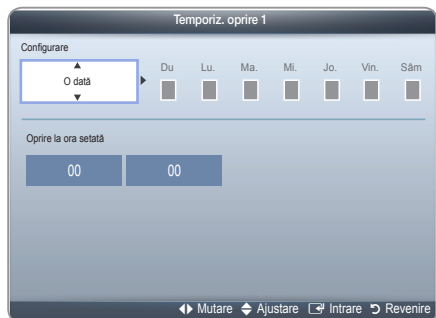 Temporiz. oprire 1
Configurare
O dată
Du Lu. Ma. Mi. Jo. Vin. Sâm
Oprire la ora setată
00 00
Mutare Ajustare Intrare Revenire